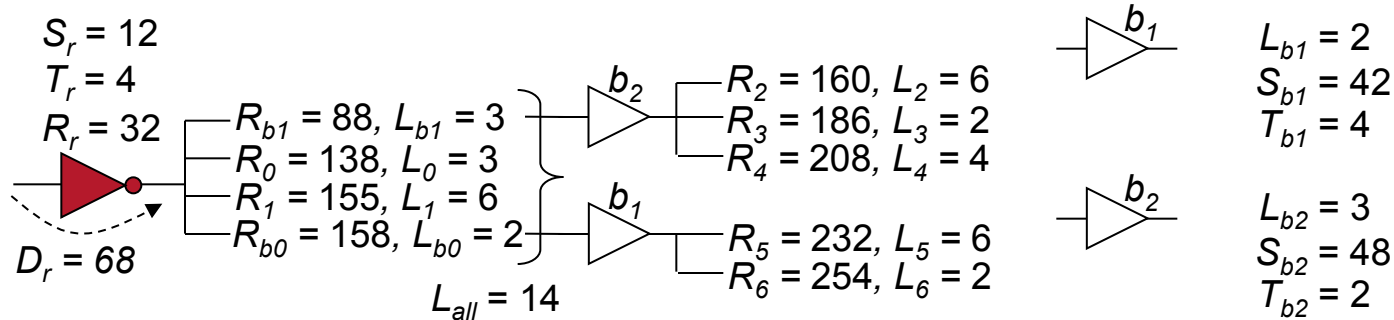 S_r = 12
T_r = 4
R_r = 32
D_r = 68
R_b1 = 88, L_b1 = 3
R_0 = 138, L_0 = 3
R_1 = 155, L_1 = 6
R_b0 = 158, L_b0 = 2
L_all = 14
b_2
R_2 = 160, L_2 = 6
R_3 = 186, L_3 = 2
R_4 = 208, L_4 = 4
b_1
R_5 = 232, L_5 = 6
R_6 = 254, L_6 = 2
b_1
L_b1 = 2
S_b1 = 42
T_b1 = 4
b_2
L_b2 = 3
S_b2 = 48
T_b2 = 2